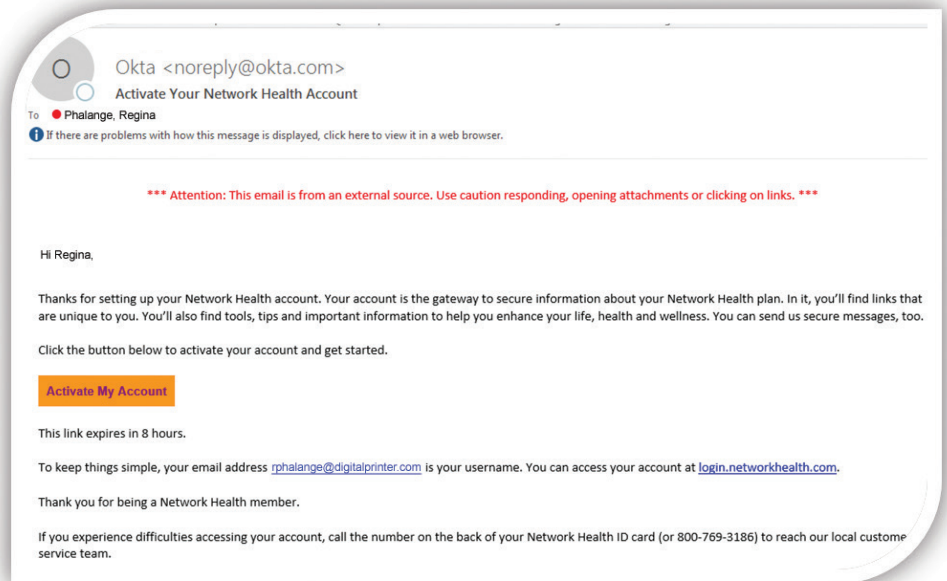 O
Okta <noreply@okta.com>
Activate Your Network Health Account
To Phalange, Regina
i If there are problems with how this message is displayed, click here to view it in a web browser.
*** Attention: This email is from an external source. Use caution responding, opening attachments or clicking on links. ***
Hi Regina,
Thanks for setting up your Network Health account. Your account is the gateway to secure information about your Network Health plan. In it, you'll find links that
are unique to you. You'll also find tools, tips and important information to help you enhance your life, health and wellness. You can send us secure messages, too.
Click the button below to activate your account and get started.
Activate My Account
This link expires in 8 hours.
To keep things simple, your email address rphalange@digitalprinter.com is your username. You can access your account at login.networkhealth.com.
Thank you for being a Network Health member.
If you experience difficulties accessing your account, call the number on the back of your Network Health ID card (or 800-769-3186) to reach our local custome
service team.